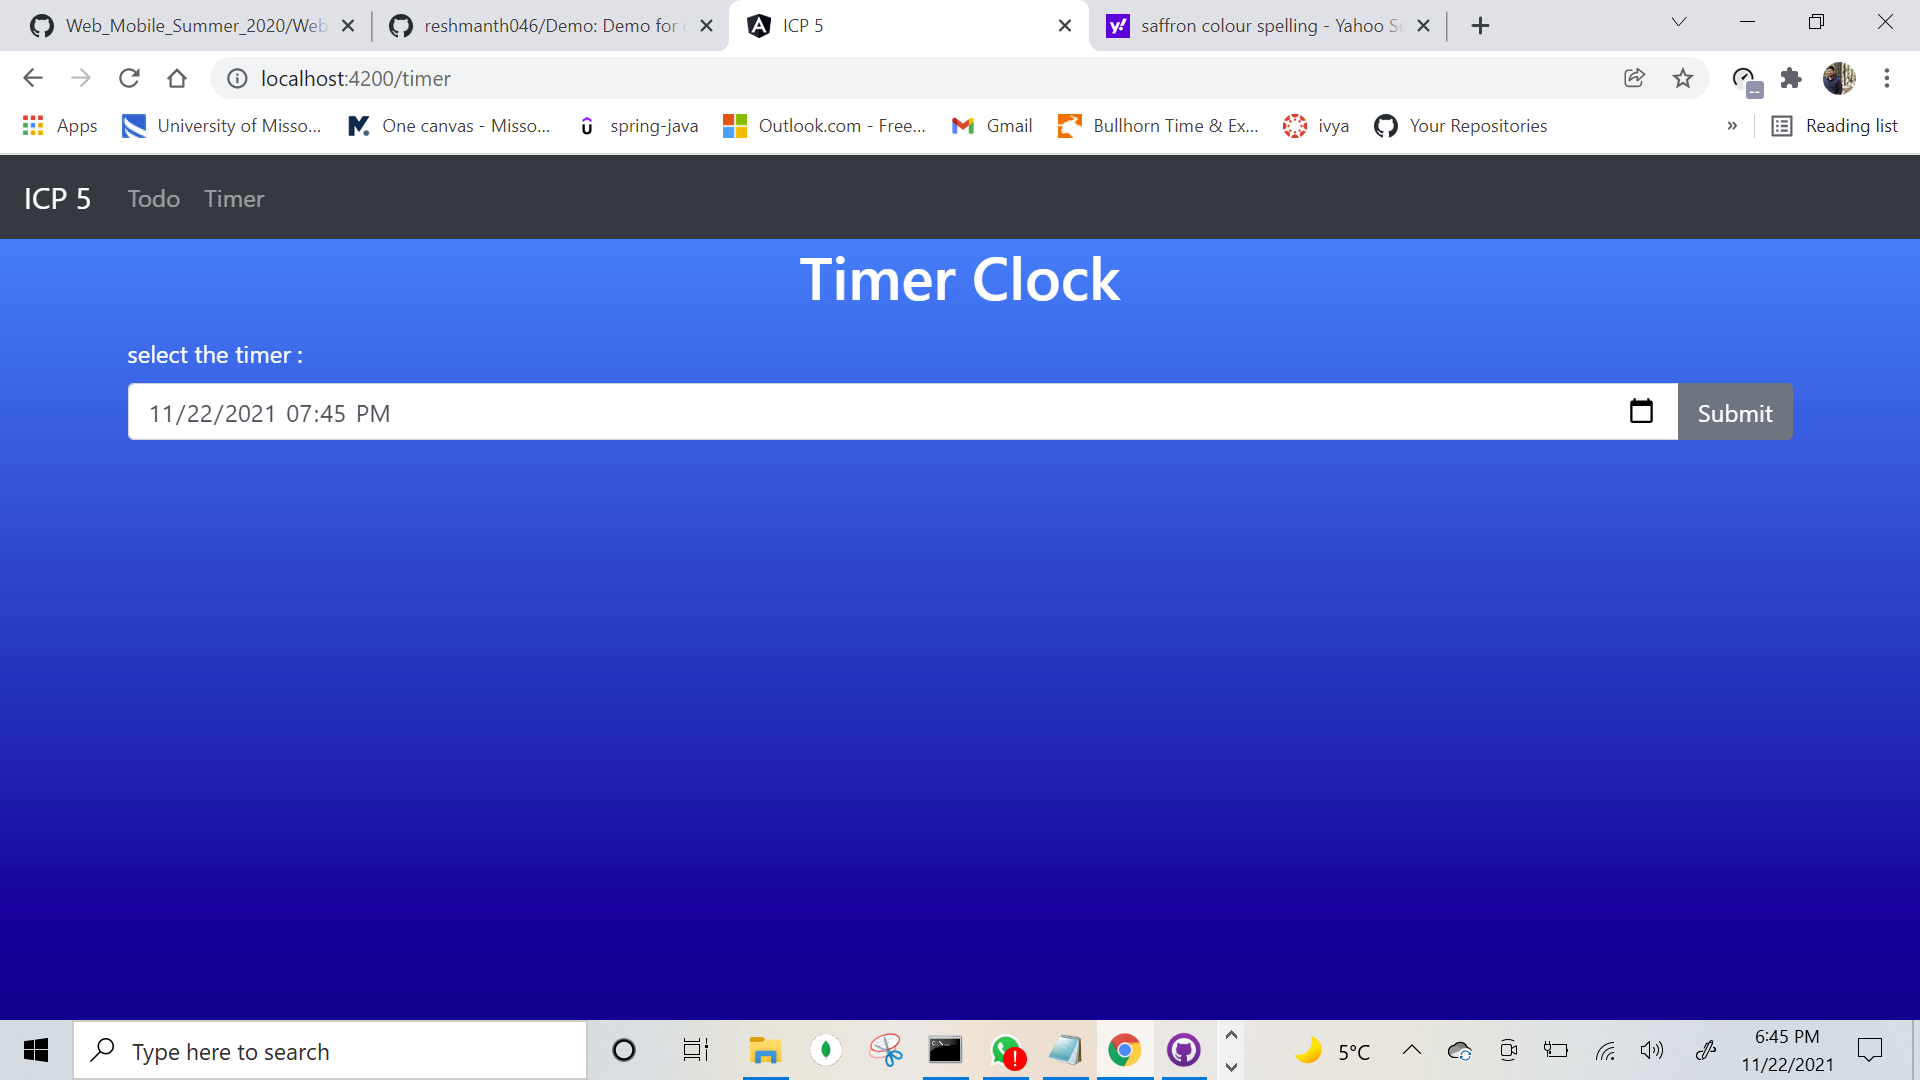 Web_Mobile_Summer_2020/Web
reshmanth046/Demo: Demo for
ICP 5
saffron colour spelling - Yahoo Se
localhost:4200/timer
Apps
University of Misso...
One canvas - Misso...
spring-java
Outlook.com - Free...
Gmail
Bullhorn Time & Ex...
ivya
Your Repositories
»
Reading list
ICP 5
Todo
Timer
Timer Clock
select the timer :
11/22/2021 07:45 PM
Submit
Type here to search
5°C
6:45 PM
11/22/2021